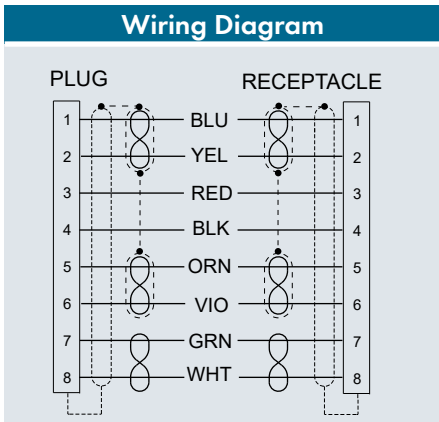 Wiring Diagram
PLUG RECEPTACLE
1 BLU 1
2 YEL 2
3 RED 3
4 BLK 4
5 ORN 5
6 VIO 6
7 GRN 7
8 WHT 8